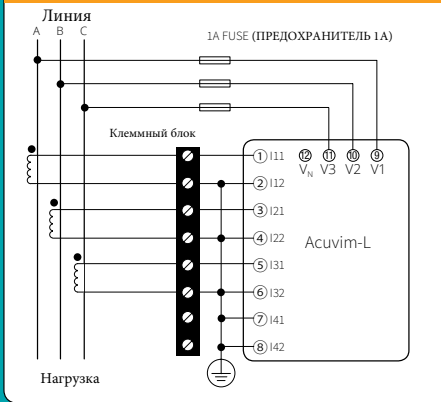 Линия
A B C
1A FUSE (ПРЕДОХРАНИТЕЛЬ 1А)
Клеммный блок
1 I11
2 I12
3 I21
4 I22
5 I31
6 I32
7 I41
8 I42
12 11 10 9
VN V3 V2 V1
Acuvim-L
Нагрузка